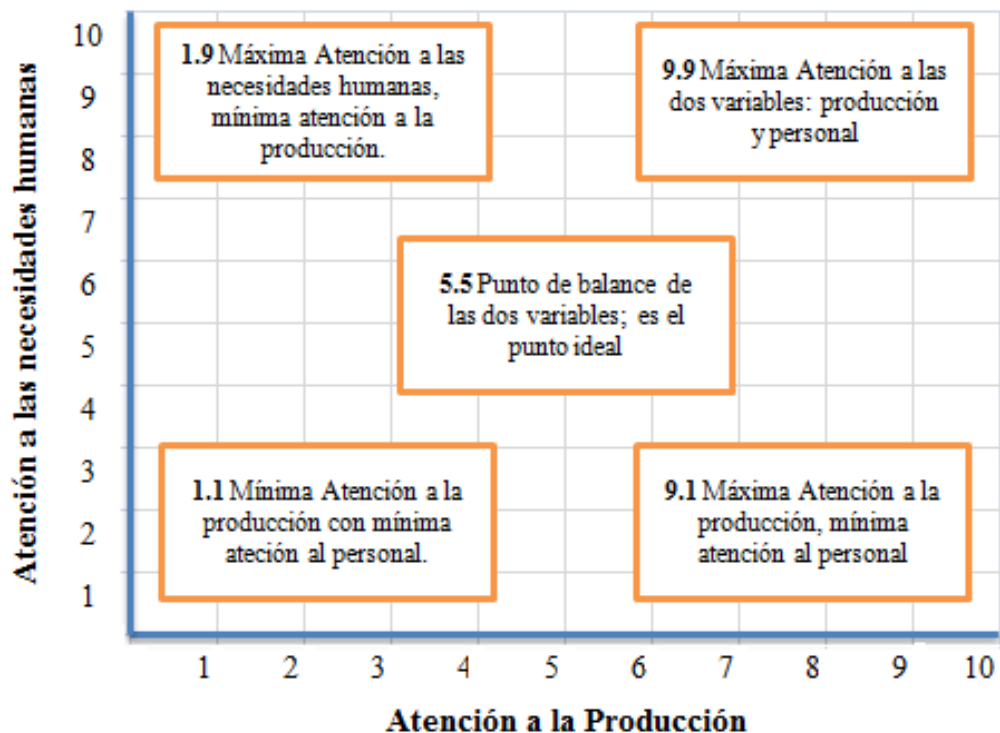 Atención a las necesidades humanas
10
9
8
7
6
5
4
3
2
1
1.9 Máxima Atención a las
necesidades humanas,
mínima atención a la
producción.
9.9 Máxima Atención a las
dos variables: producción
y personal
5.5 Punto de balance de
las dos variables; es el
punto ideal
1.1 Mínima Atención a la
producción con mínima
ateción al personal.
9.1 Máxima Atención a la
producción, mínima
atención al personal
1 2 3 4 5 6 7 8 9 10
Atención a la Producción